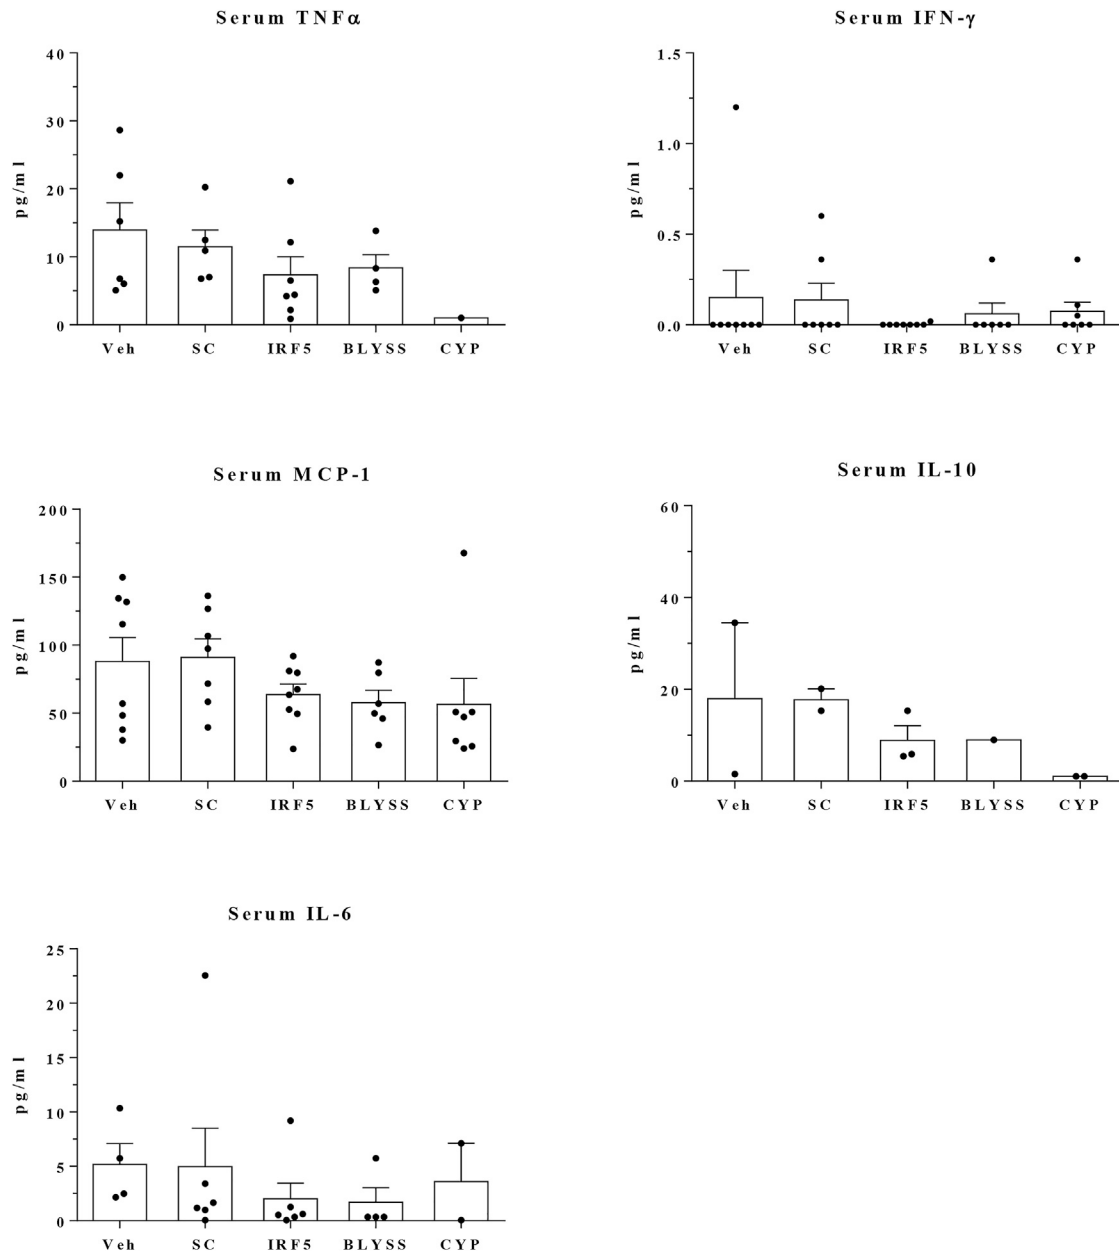 Serum TNFα
40
30
20
10
0
pg/ml
Veh SC IRF5 BLYSS CYP
Serum IFN-γ
1.5
1.0
0.5
0.0
pg/ml
Veh SC IRF5 BLYSS CYP
Serum MCP-1
200
150
100
50
0
pg/ml
Veh SC IRF5 BLYSS CYP
Serum IL-10
60
40
20
0
pg/ml
Veh SC IRF5 BLYSS CYP
Serum IL-6
25
20
15
10
5
0
pg/ml
Veh SC IRF5 BLYSS CYP